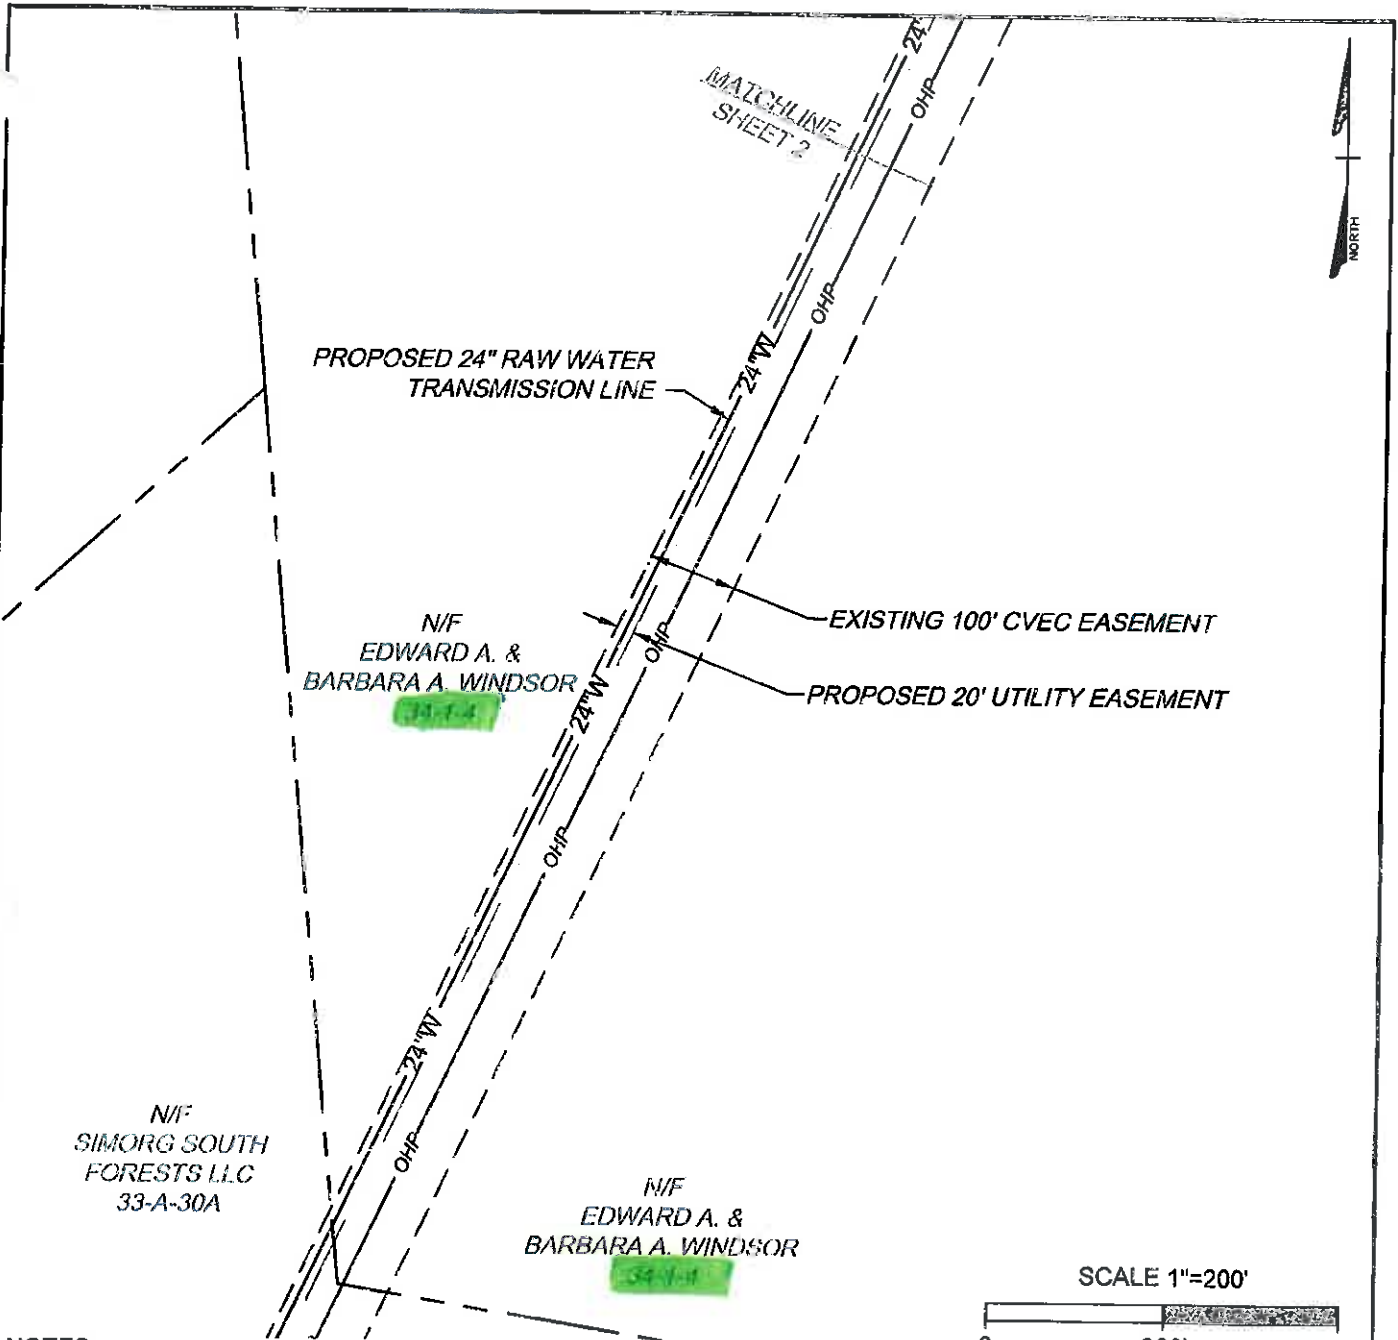 24'
OHP
MATCHLINE
SHEET 2
NORTH
OHP
PROPOSED 24" RAW WATER
TRANSMISSION LINE
24"W
EXISTING 100' CVEC EASEMENT
N/F
EDWARD A. &
BARBARA A. WINDSOR
OHP
PROPOSED 20' UTILITY EASEMENT
24"W
OHP
24"W
OHP
N/F
SIMORG SOUTH
FORESTS LLC
33-A-30A
N/F
EDWARD A. &
BARBARA A. WINDSOR
SCALE 1"=200'